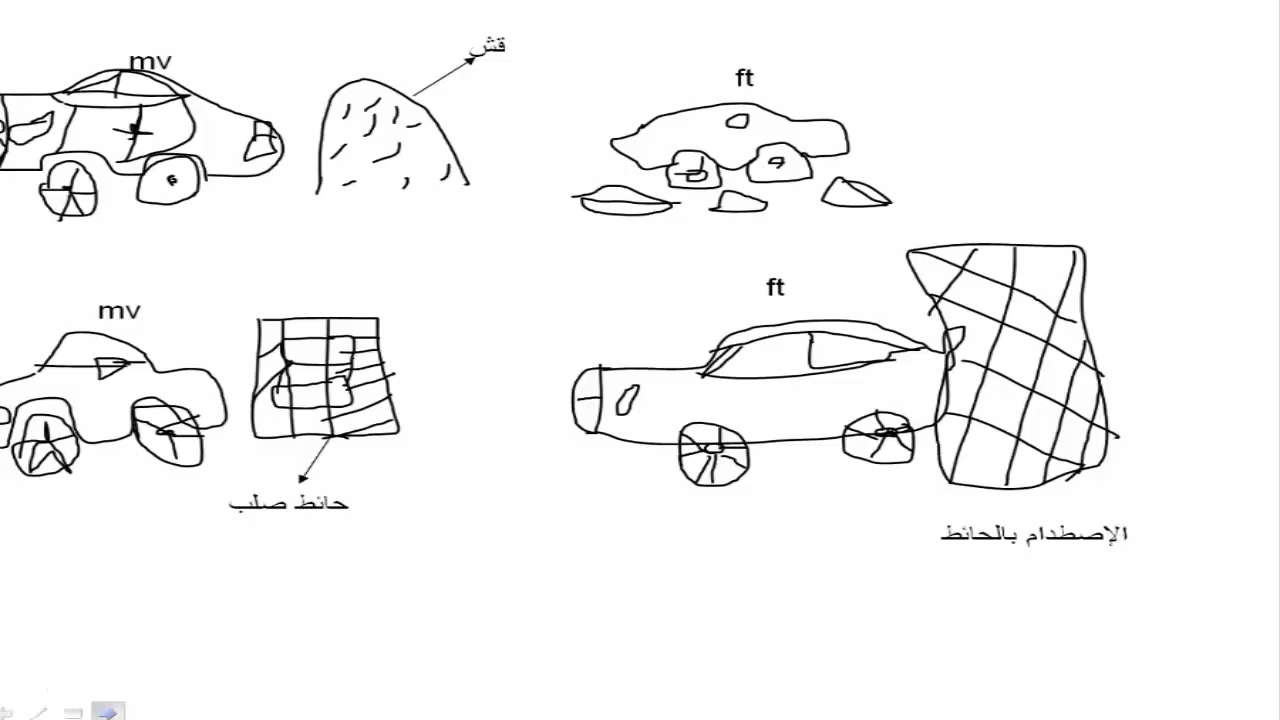 قش
mv
ft
mv
ft
حائط صلب
الإصطدام بالحائط